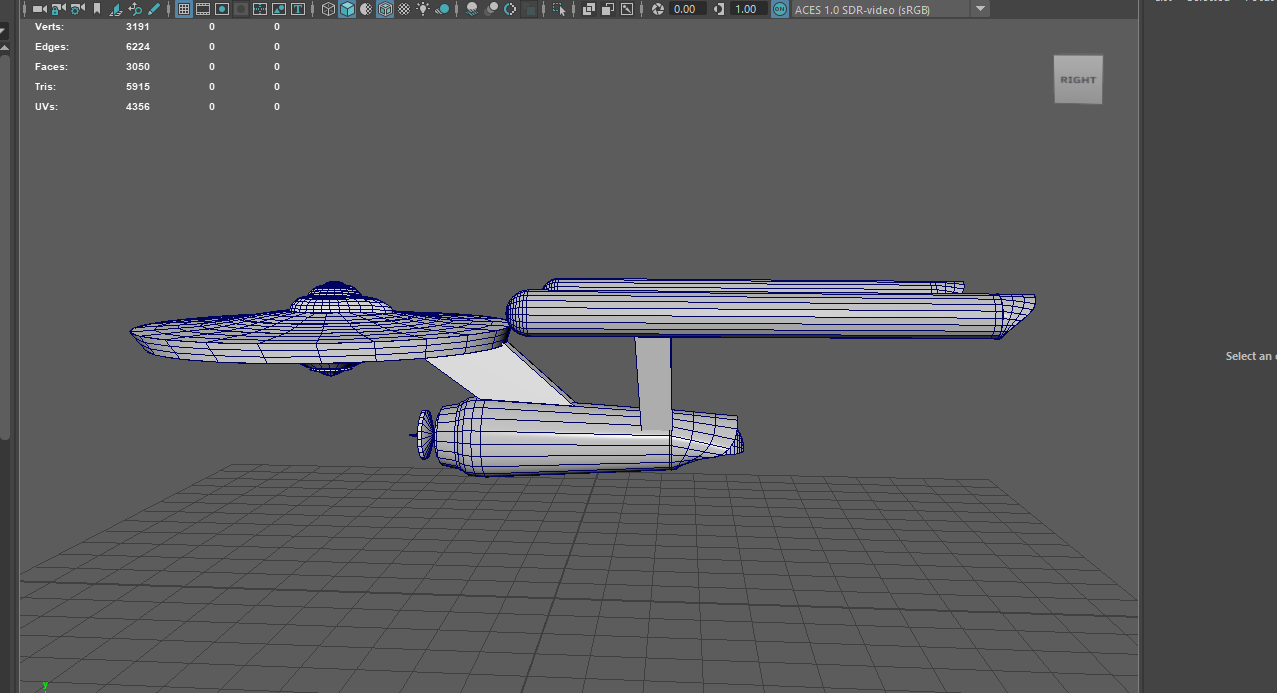 0.00 1.00 ON ACES 1.0 SDR-video (sRGB)
Verts: 3191 0 0
Edges: 6224 0 0
Faces: 3050 0 0
Tris: 5915 0 0
UVs: 4356 0 0
RIGHT
Select an
y